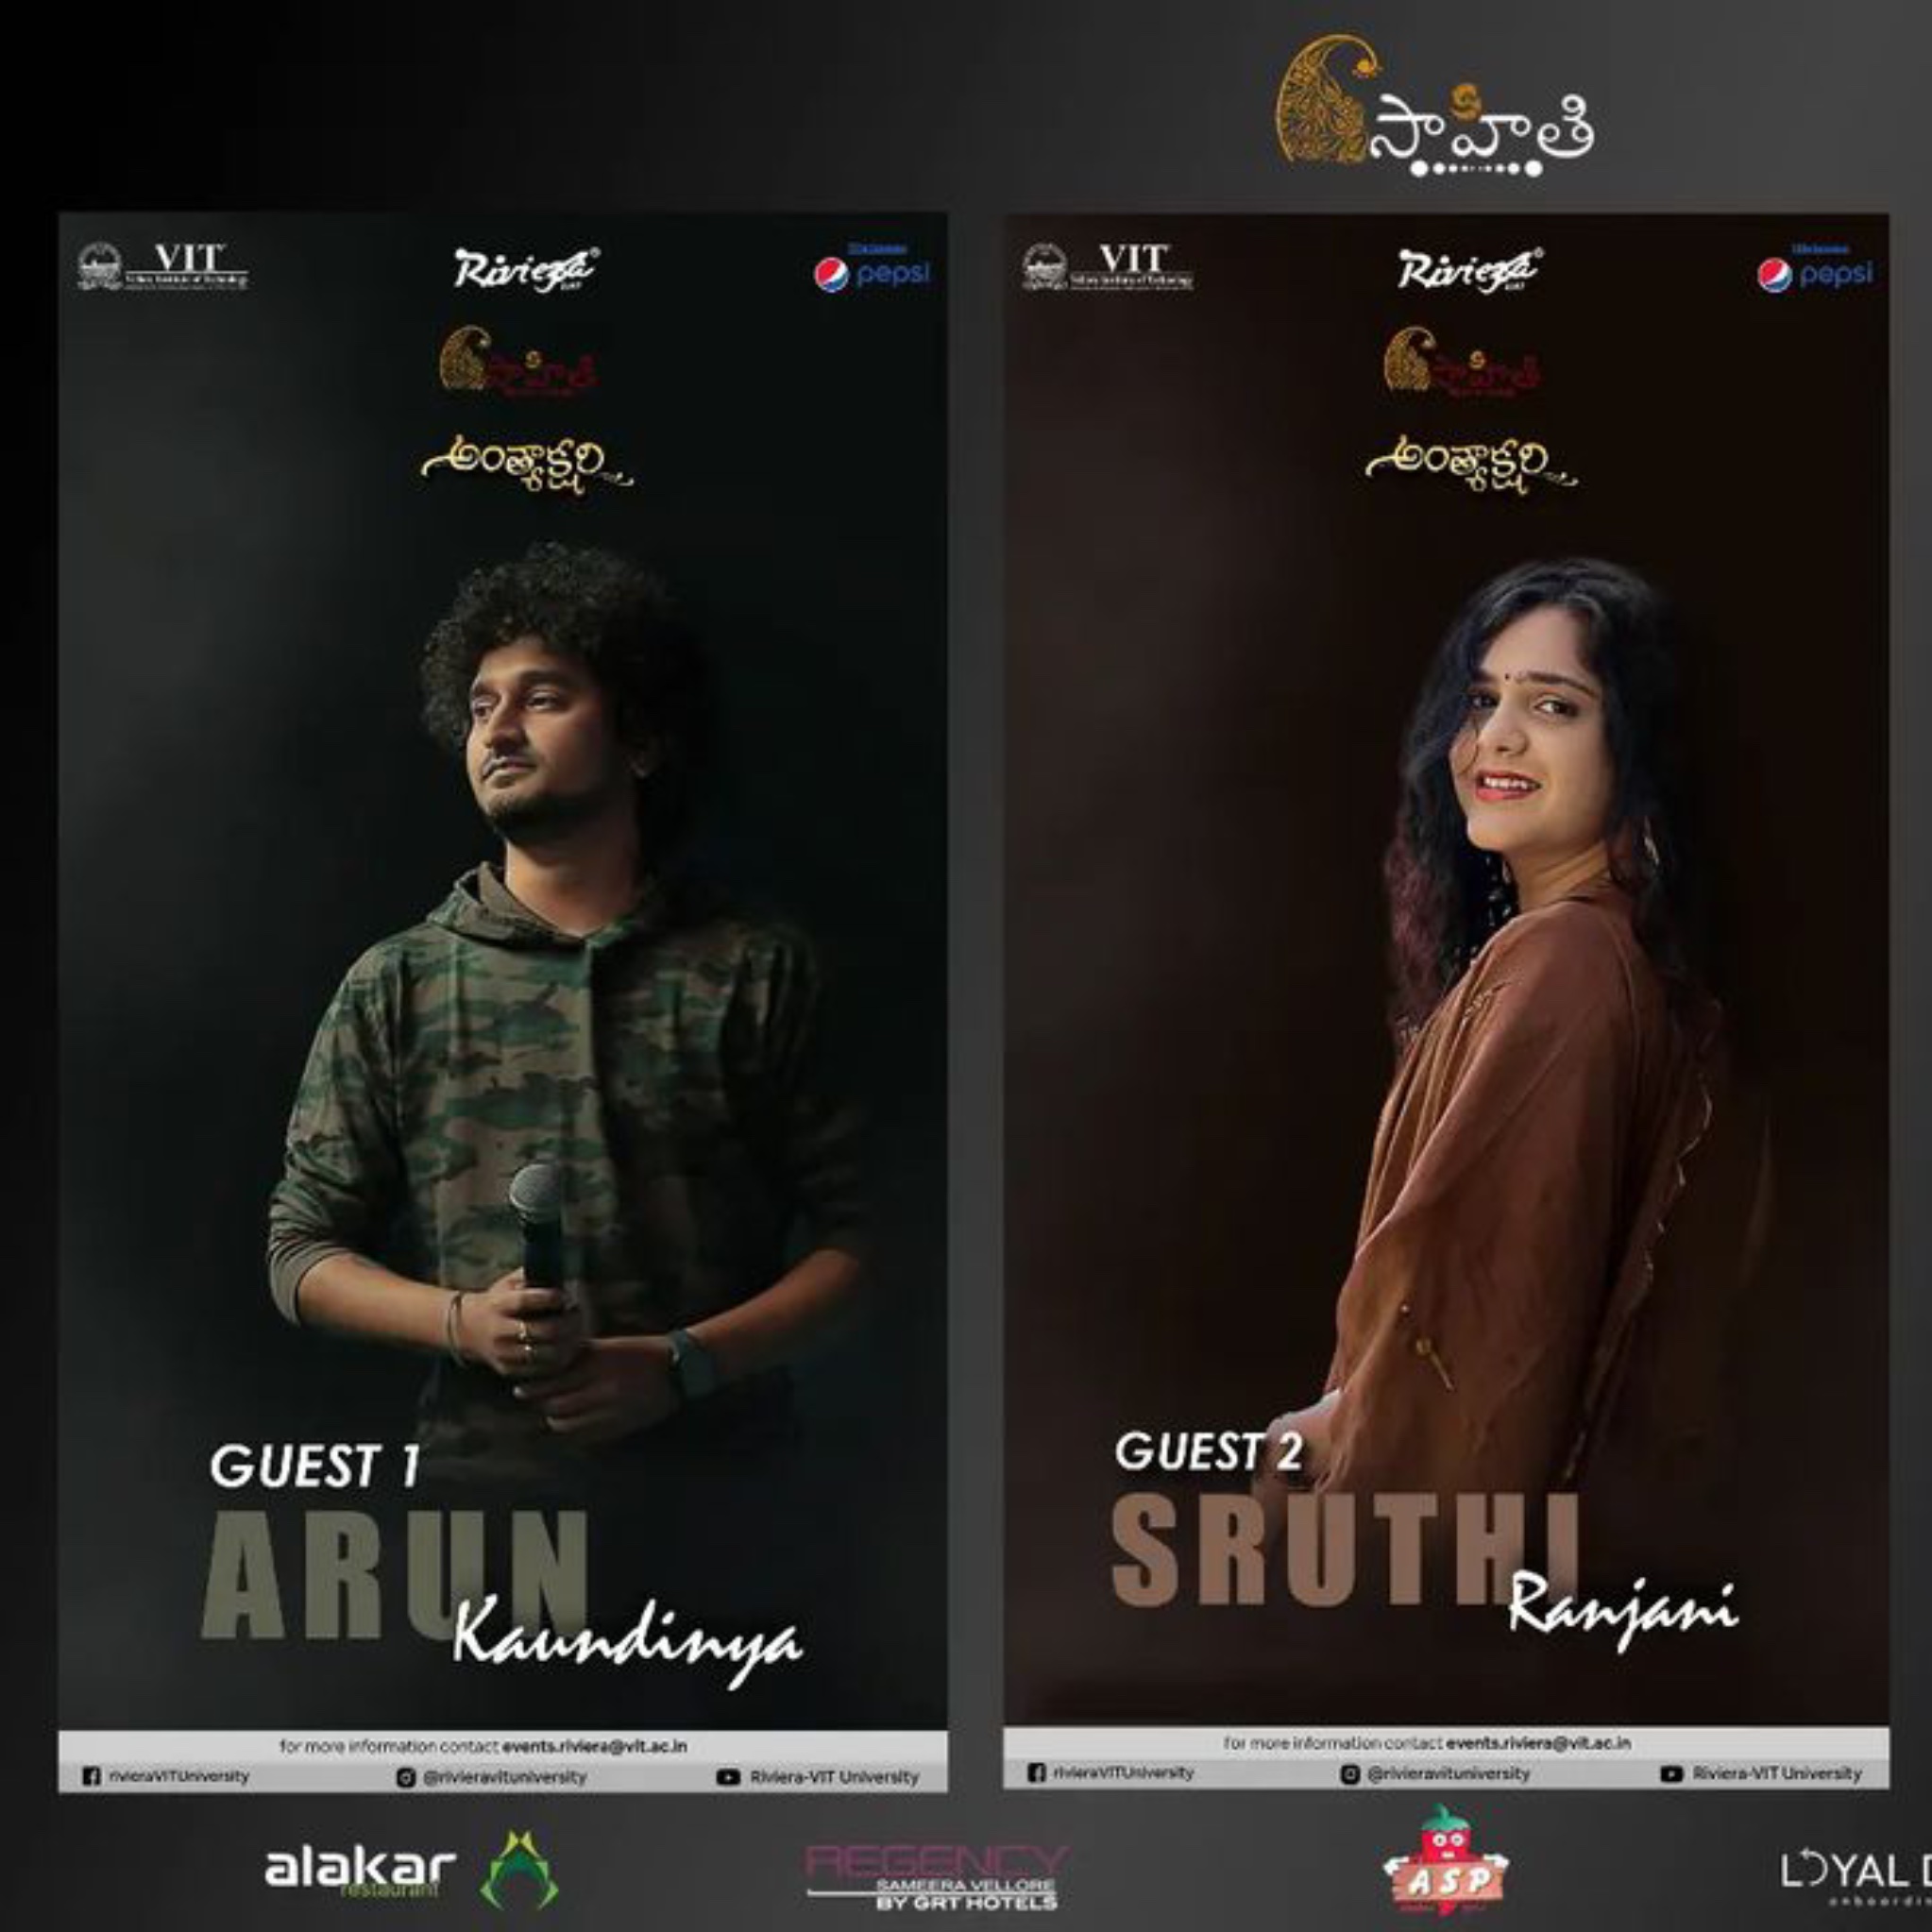 సాహితి
VIT
Riviera
pepsi
సాహితి
అంత్యాక్షరి
GUEST 1
ARUN
Kaundinya
for more information contact events.riviera@vit.ac.in
rivieraVITUniversity @rivieravituniversity Riviera-VIT University
VIT
Riviera
pepsi
సాహితి
అంత్యాక్షరి
GUEST 2
SRUTHI
Ranjani
for more information contact events.riviera@vit.ac.in
rivieraVITUniversity @rivieravituniversity Riviera-VIT University
alakar
restaurant
REGENCY
SAMEERA VELLORE
BY GRT HOTELS
ASP
LOYAL